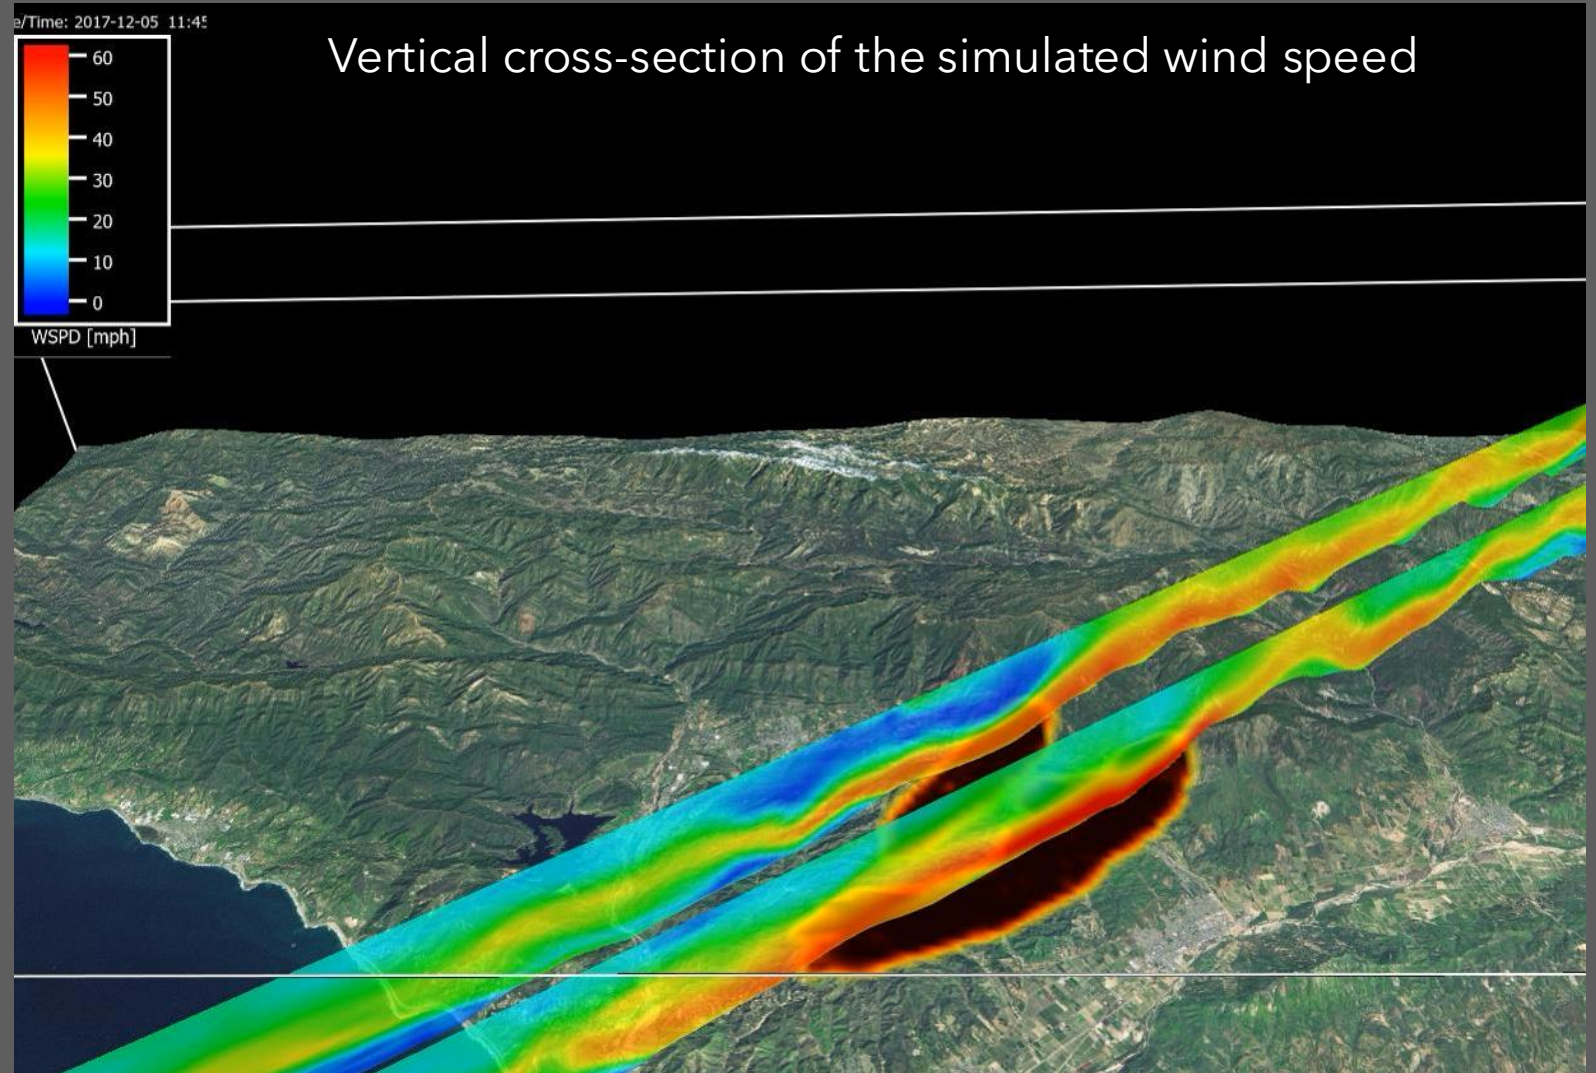 e/Time: 2017-12-05 11:45
Vertical cross-section of the simulated wind speed
60
50
40
30
20
10
0
WSPD [mph]